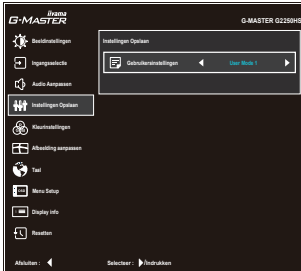 iiyama
G-MASTER
G-MASTER G2250HS
Beeldinstellingen
Instellingen Opslaan
Ingangsselectie
Gebruikersinstellingen User Mode 1
Audio Aanpassen
Instellingen Opslaan
Kleurinstellingen
Afbeelding aanpassen
Taal
OSD Menu Setup
Display Info
Resetten
Afsluiten : Selecteer : /Indrukken